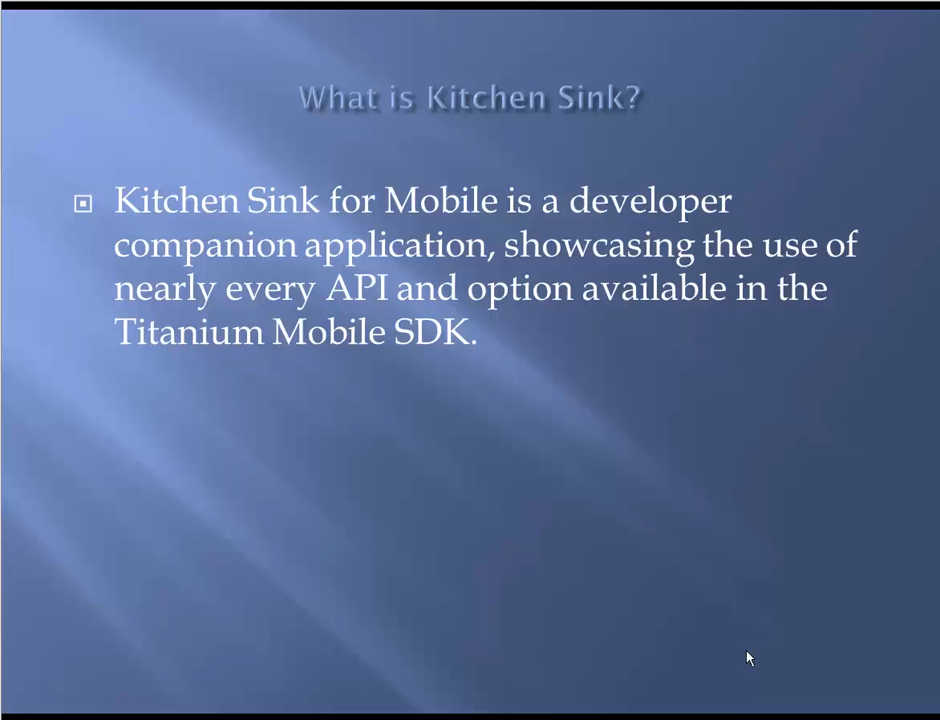 What is Kitchen Sink?
Kitchen Sink for Mobile is a developer
companion application, showcasing the use of
nearly every API and option available in the
Titanium Mobile SDK.